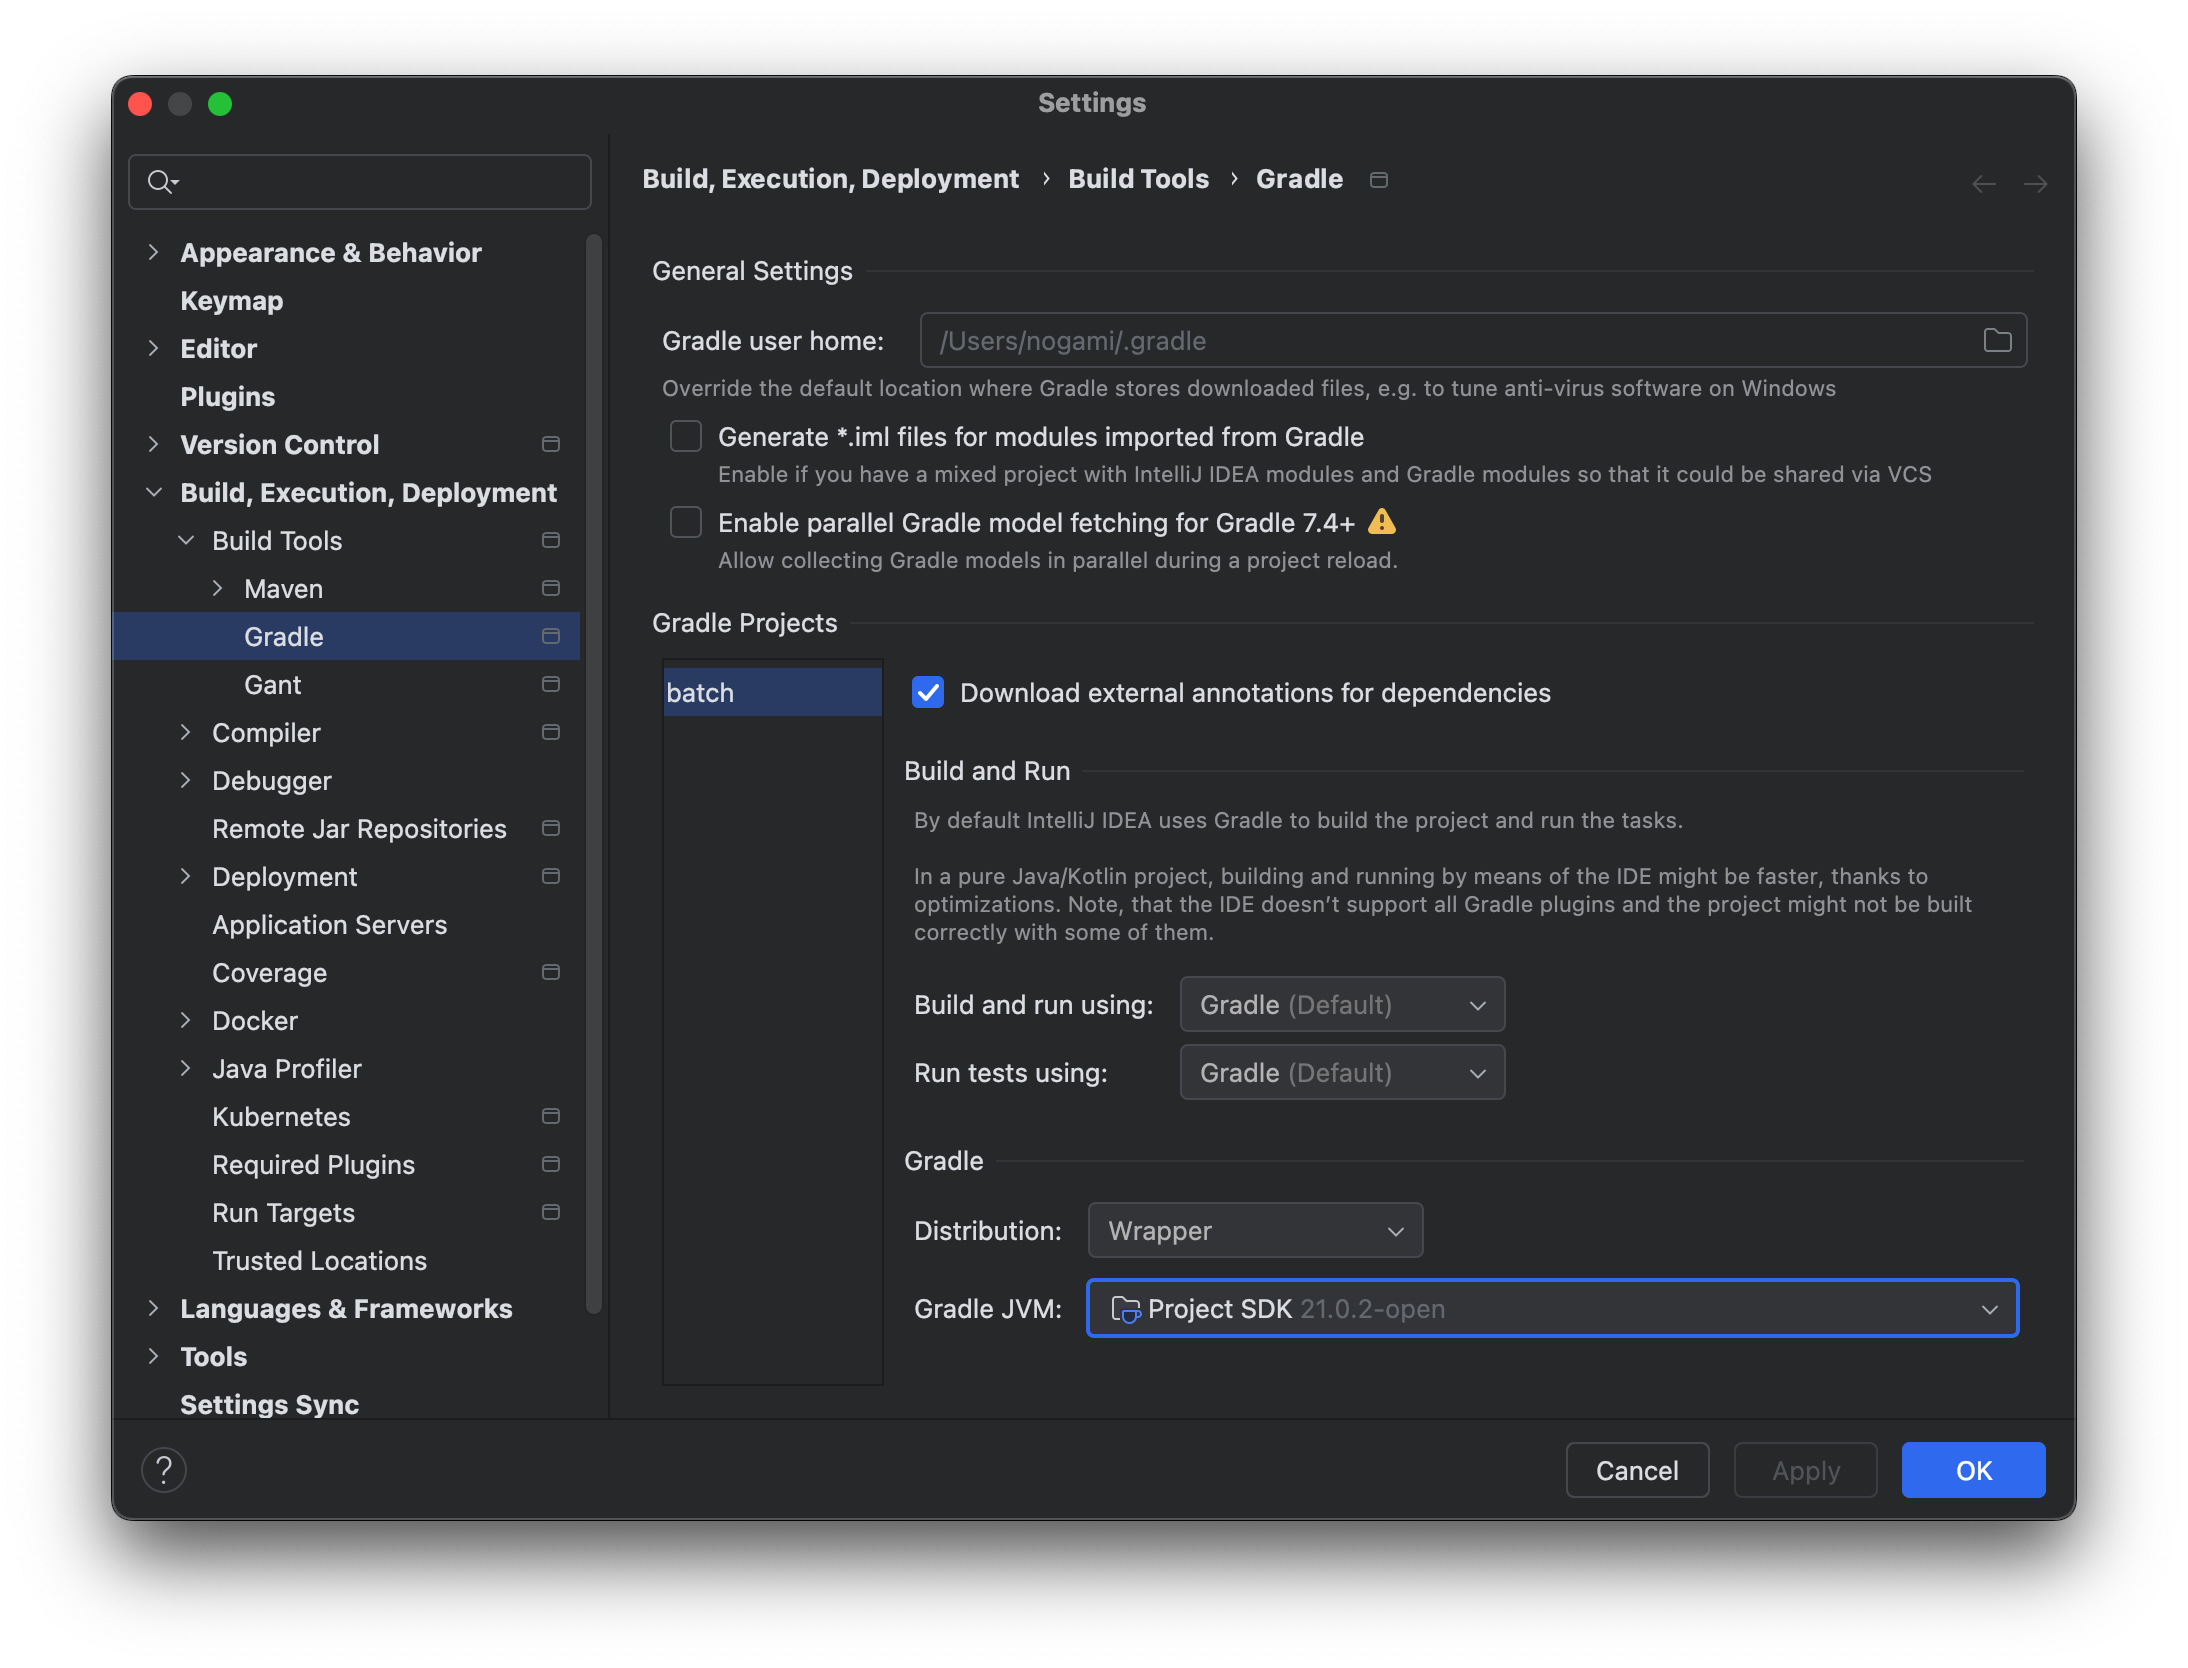 Settings
Appearance & Behavior
Keymap
Editor
Plugins
Version Control
Build, Execution, Deployment
Build Tools
Maven
Gradle
Gant
Compiler
Debugger
Remote Jar Repositories
Deployment
Application Servers
Coverage
Docker
Java Profiler
Kubernetes
Required Plugins
Run Targets
Trusted Locations
Languages & Frameworks
Tools
Settings Sync
Build, Execution, Deployment › Build Tools › Gradle
General Settings
Gradle user home: /Users/nogami/.gradle
Override the default location where Gradle stores downloaded files, e.g. to tune anti-virus software on Windows
Generate *.iml files for modules imported from Gradle
Enable if you have a mixed project with IntelliJ IDEA modules and Gradle modules so that it could be shared via VCS
Enable parallel Gradle model fetching for Gradle 7.4+
Allow collecting Gradle models in parallel during a project reload.
Gradle Projects
batch
Download external annotations for dependencies
Build and Run
By default IntelliJ IDEA uses Gradle to build the project and run the tasks.
In a pure Java/Kotlin project, building and running by means of the IDE might be faster, thanks to
optimizations. Note, that the IDE doesn't support all Gradle plugins and the project might not be built
correctly with some of them.
Build and run using: Gradle (Default)
Run tests using: Gradle (Default)
Gradle
Distribution: Wrapper
Gradle JVM: Project SDK 21.0.2-open
?
Cancel
Apply
OK